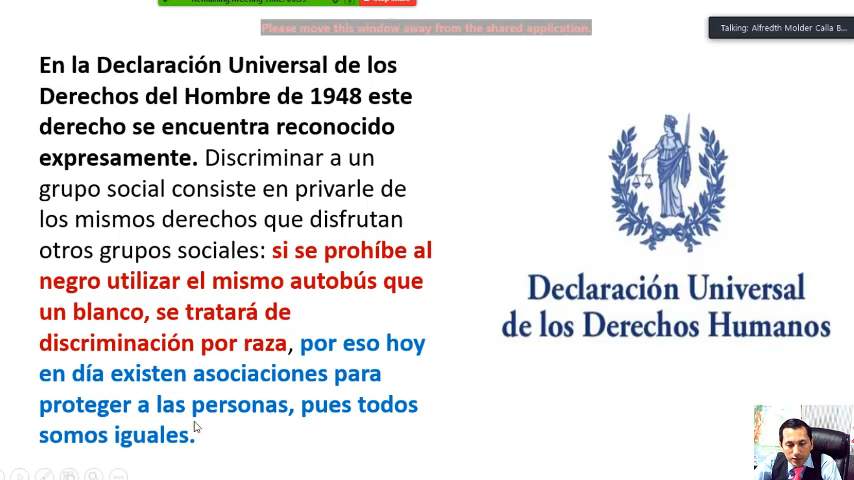 Please move this window away from the shared application.
Talking: Alfredth Molder Calla B...
En la Declaración Universal de los
Derechos del Hombre de 1948 este
derecho se encuentra reconocido
expresamente. Discriminar a un
grupo social consiste en privarle de
los mismos derechos que disfrutan
otros grupos sociales: si se prohíbe al
negro utilizar el mismo autobús que
un blanco, se tratará de
discriminación por raza, por eso hoy
en día existen asociaciones para
proteger a las personas, pues todos
somos iguales.
Declaración Universal
de los Derechos Humanos